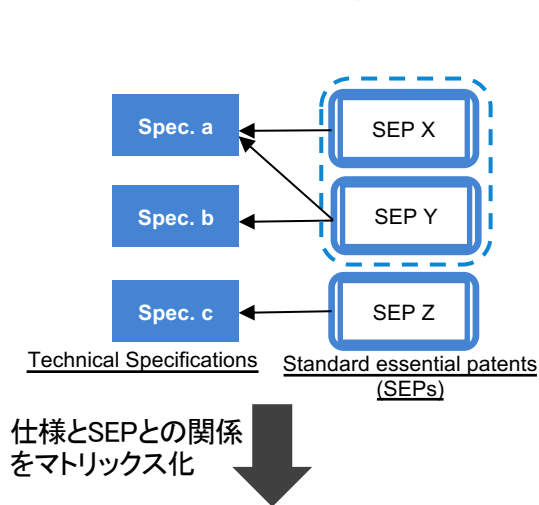 Spec. a
SEP X
Spec. b
SEP Y
Spec. c
SEP Z
Technical Specifications
Standard essential patents
(SEPs)
仕様とSEPとの関係
をマトリックス化